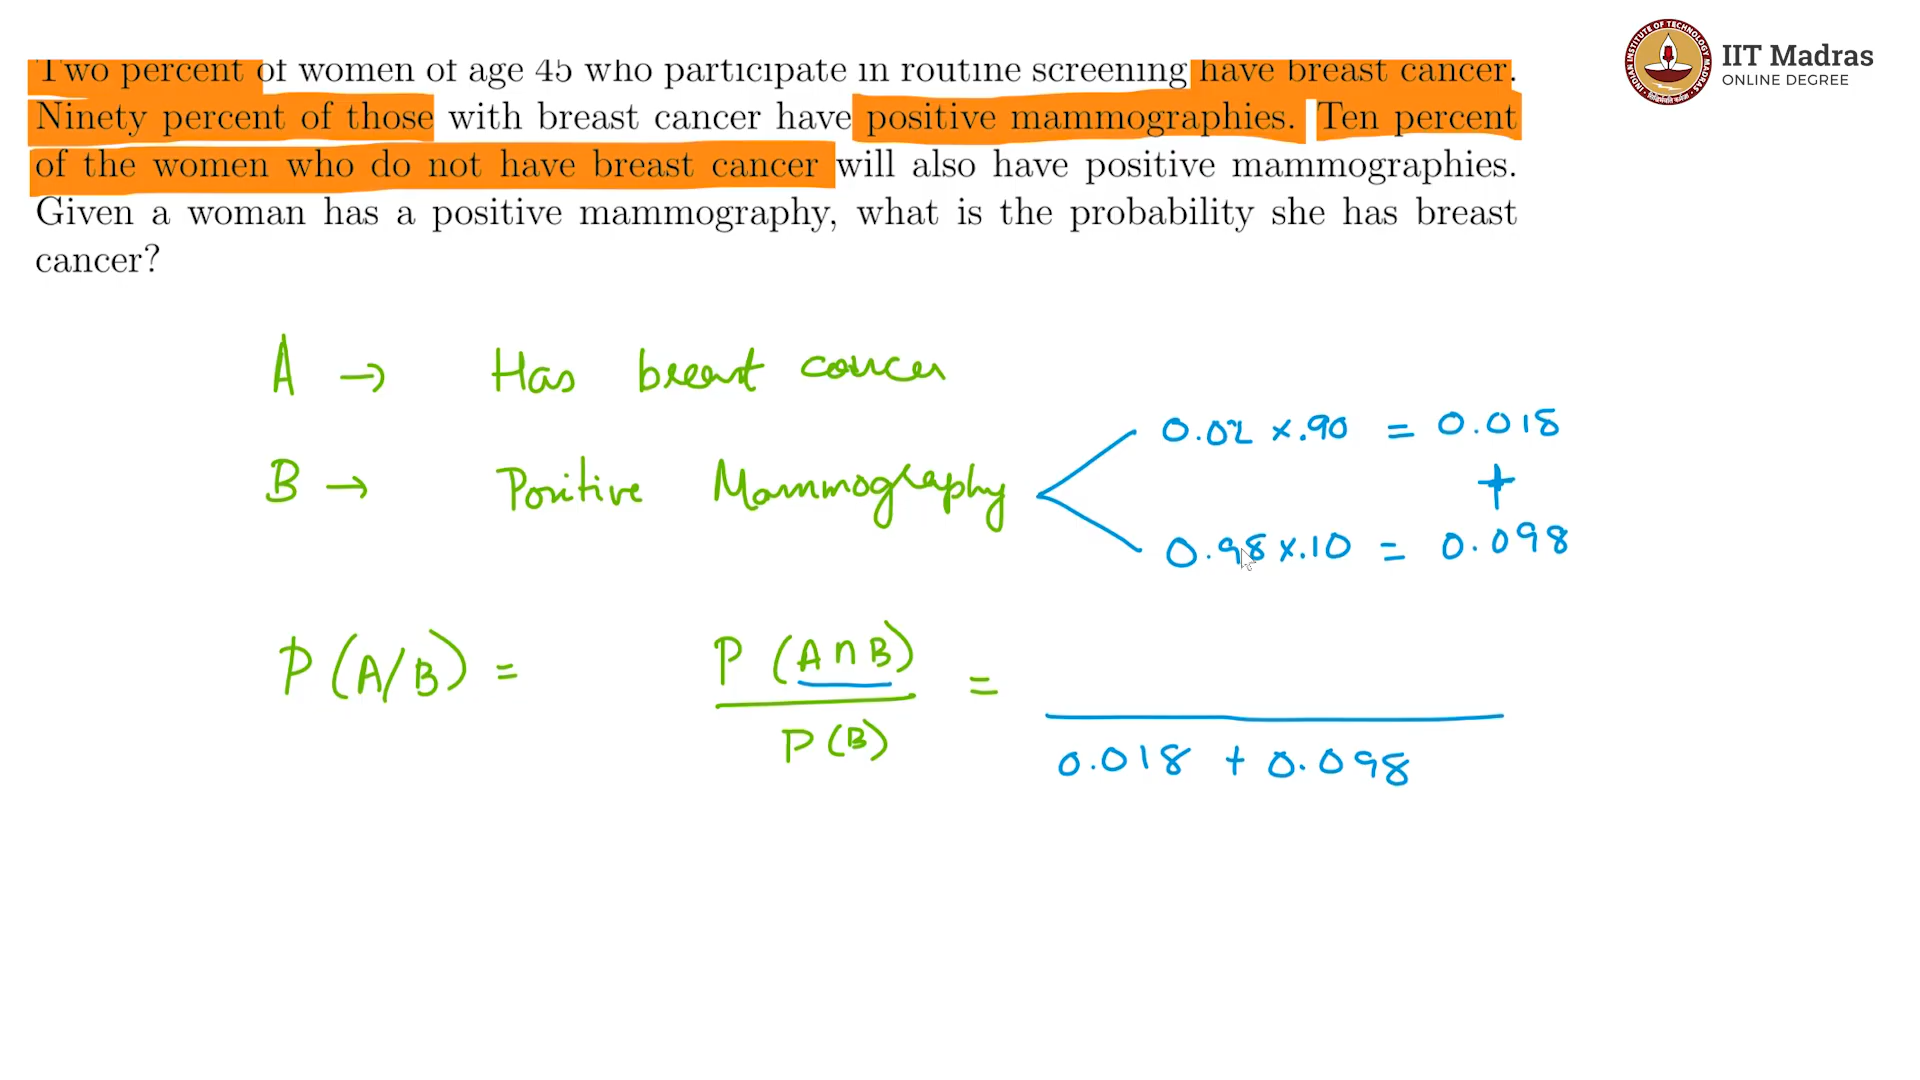 IIT Madras
ONLINE DEGREE
Two percent of women of age 45 who participate in routine screening have breast cancer.
Ninety percent of those with breast cancer have positive mammographies. Ten percent
of the women who do not have breast cancer will also have positive mammographies.
Given a woman has a positive mammography, what is the probability she has breast
cancer?
A → Has breast cancer
B → Positive Mammography
0.02 x .90 = 0.018
+
0.98 x .10 = 0.098
P (A/B) = P (A∩B) =
P (B)
0.018 + 0.098